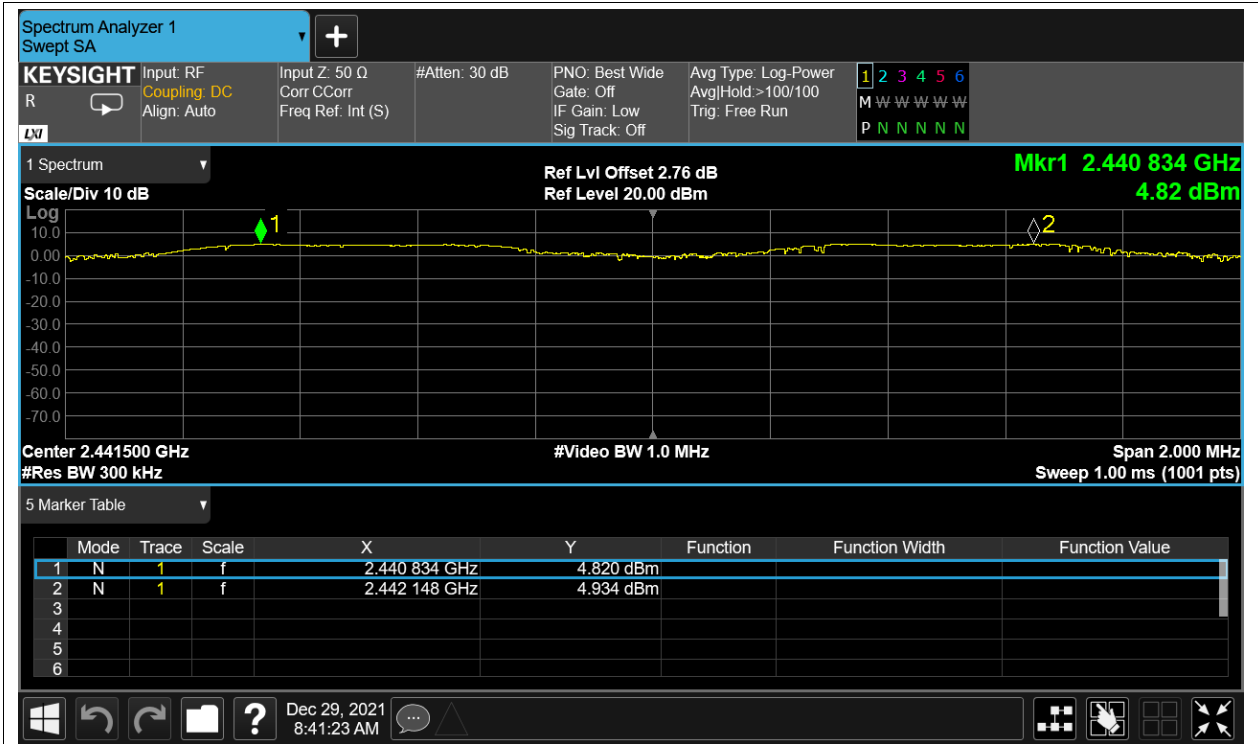 Spectrum Analyzer 1
Swept SA
KEYSIGHT
R
LXI
Input: RF
Coupling: DC
Align: Auto
Input Z: 50 Ω
Corr CCorr
Freq Ref: Int (S)
#Atten: 30 dB
PNO: Best Wide
Gate: Off
IF Gain: Low
Sig Track: Off
Avg Type: Log-Power
Avg|Hold:>100/100
Trig: Free Run
1 2 3 4 5 6
M W W W W W
P N N N N N
1 Spectrum
Scale/Div 10 dB
Ref Lvl Offset 2.76 dB
Ref Level 20.00 dBm
Mkr1 2.440 834 GHz
4.82 dBm
Log
10.0
0.00
-10.0
-20.0
-30.0
-40.0
-50.0
-60.0
-70.0
1
2
Center 2.441500 GHz
#Video BW 1.0 MHz
Span 2.000 MHz
#Res BW 300 kHz
Sweep 1.00 ms (1001 pts)
5 Marker Table
Mode Trace Scale X Y Function Function Width Function Value
1 N 1 f 2.440 834 GHz 4.820 dBm
2 N 1 f 2.442 148 GHz 4.934 dBm
3
4
5
6
?
Dec 29, 2021
8:41:23 AM